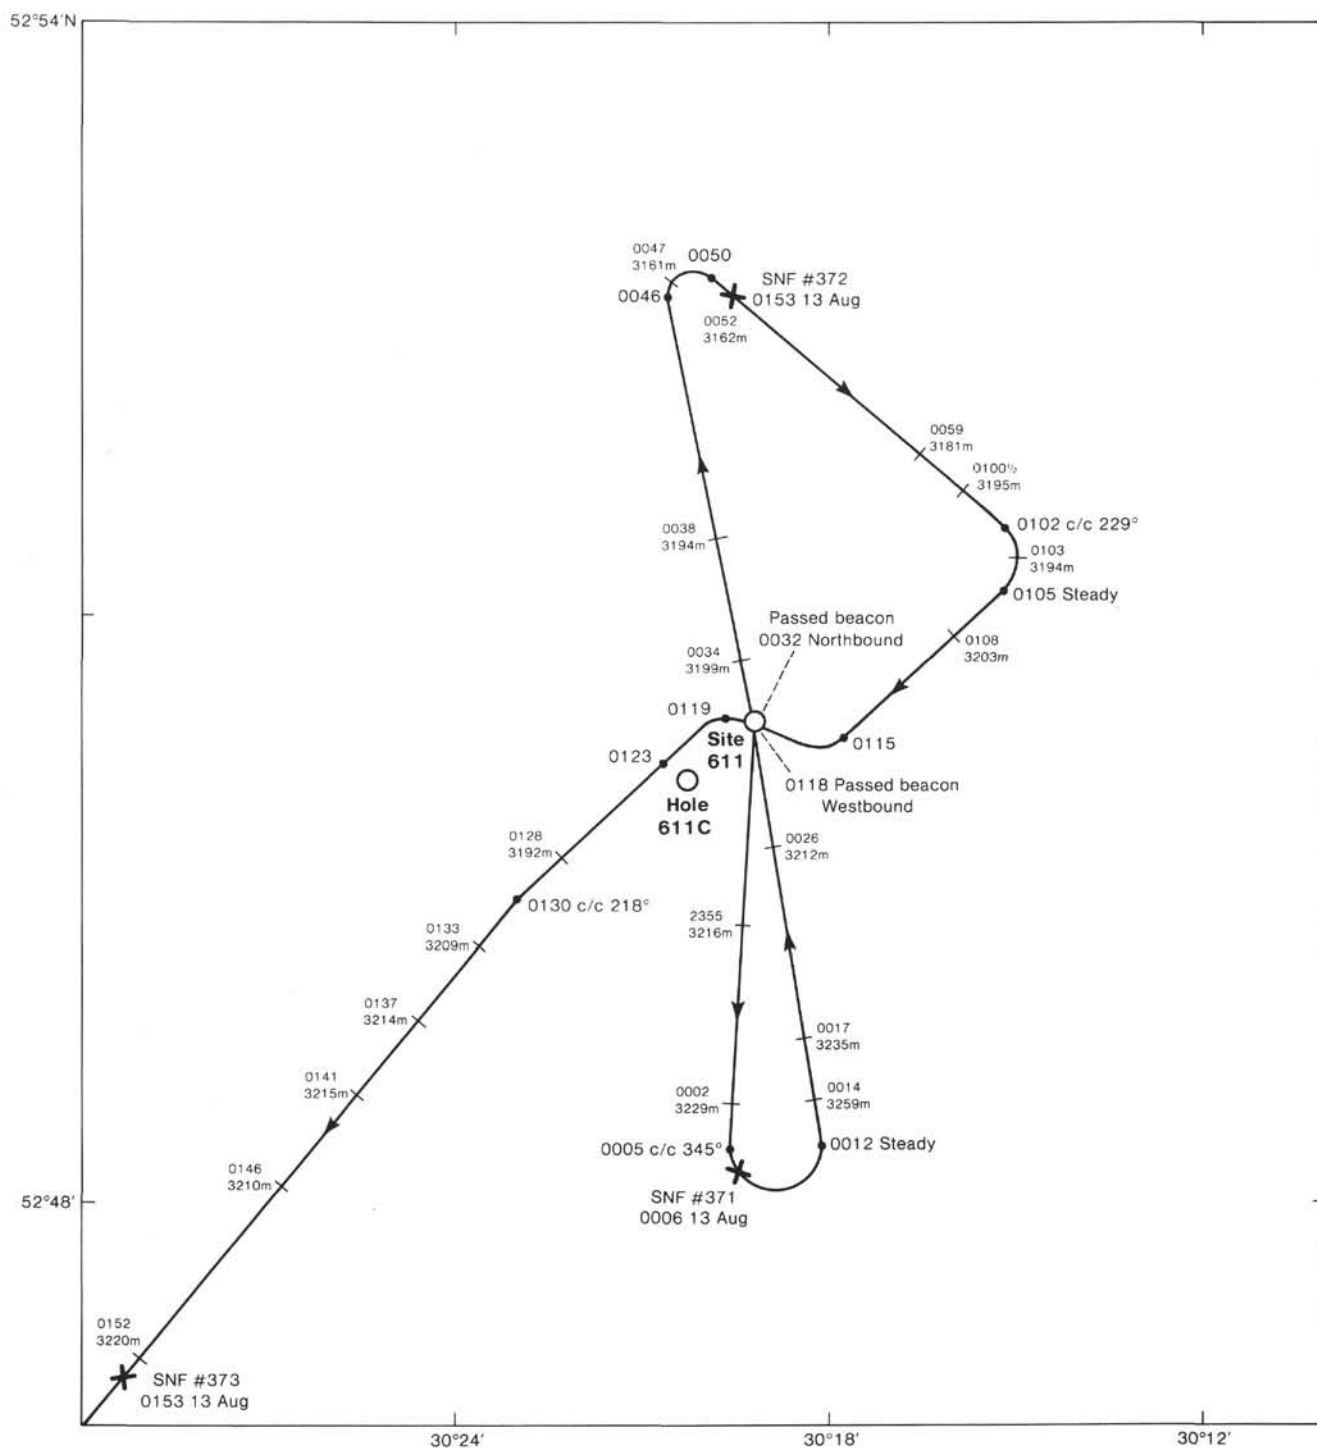 52°54'N
0047
3161m
0050
0046
SNF #372
0153 13 Aug
0052
3162m
0059
3181m
0100½
3195m
0102 c/c 229°
0103
3194m
0105 Steady
0038
3194m
Passed beacon
0032 Northbound
0108
3203m
0034
3199m
0119
Site
611
0115
0123
Hole
611C
0118 Passed beacon
Westbound
0128
3192m
0026
3212m
0130 c/c 218°
2355
3216m
0133
3209m
0137
3214m
0017
3235m
0141
3215m
0002
3229m
0014
3259m
0005 c/c 345°
0012 Steady
0146
3210m
52°48'
SNF #371
0006 13 Aug
0152
3220m
SNF #373
0153 13 Aug
30°24'
30°18'
30°12'